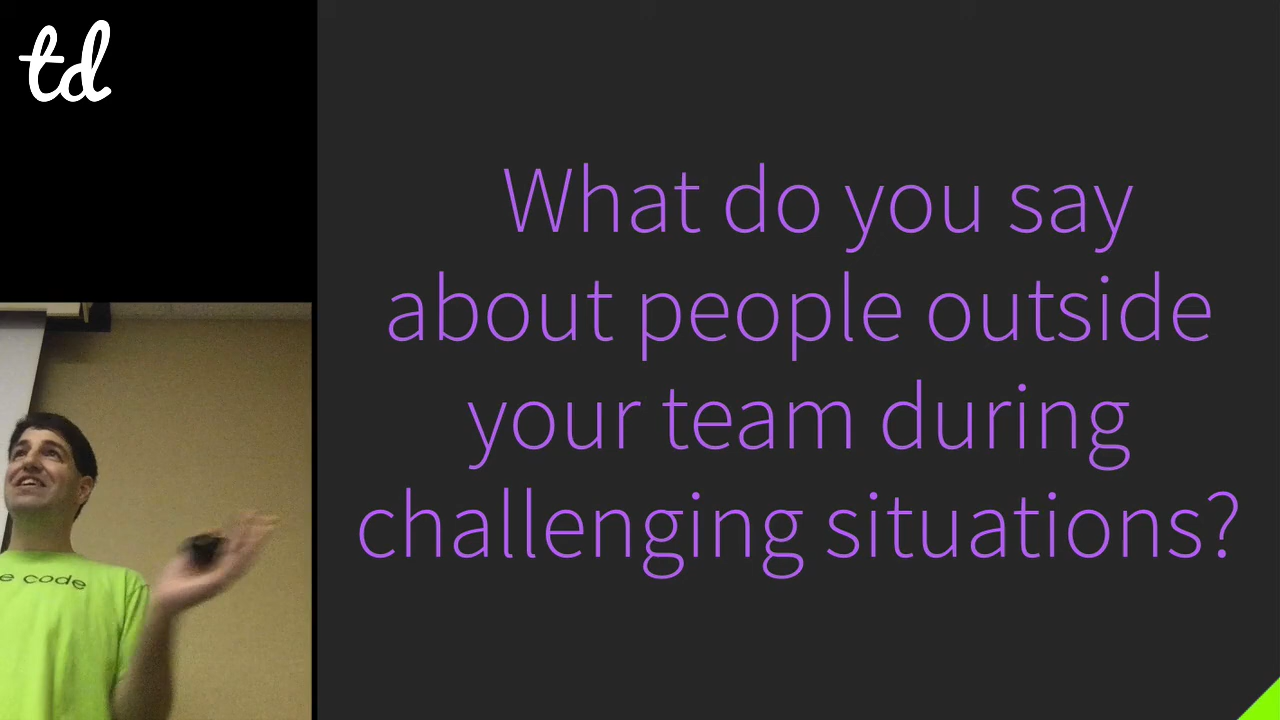 td
What do you say
about people outside
your team during
challenging situations?
e code